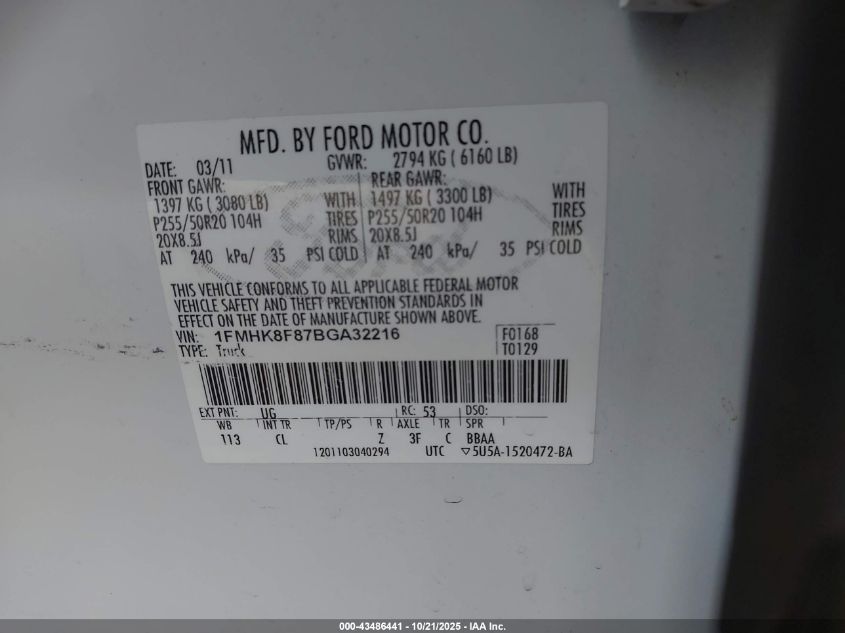 MFD. BY FORD MOTOR CO.
DATE: 03/11 GVWR: 2794 KG ( 6160 LB)
FRONT GAWR: REAR GAWR:
1397 KG ( 3080 LB) WITH 1497 KG ( 3300 LB) WITH
P255/50R20 104H TIRES P255/50R20 104H TIRES
20X8.5J RIMS 20X8.5J RIMS
AT 240 kPa/ 35 PSI COLD AT 240 kPa/ 35 PSI COLD
THIS VEHICLE CONFORMS TO ALL APPLICABLE FEDERAL MOTOR
VEHICLE SAFETY AND THEFT PREVENTION STANDARDS IN
EFFECT ON THE DATE OF MANUFACTURE SHOWN ABOVE.
VIN: 1FMHK8F87BGA32216 F0168
TYPE: Truck T0129
EXT PNT: UG RC: 53 DSO:
WB INT TR TP/PS R AXLE TR SPR
113 CL Z 3F C BBAA
1201103040294 UTC ▽5U5A-1520472-BA
000-43486441 - 10/21/2025 - IAA Inc.